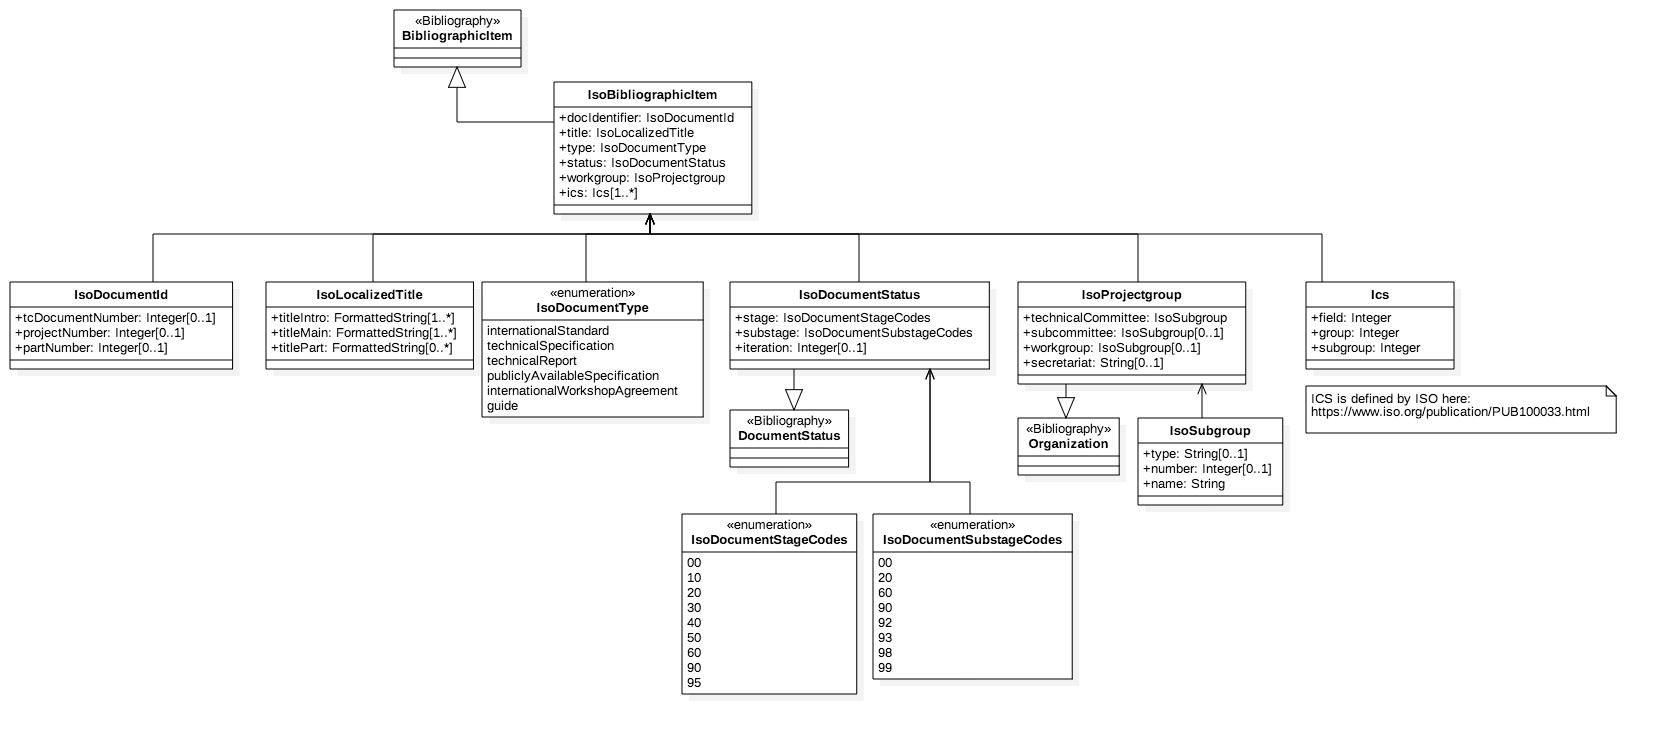 «Bibliography»
BibliographicItem
IsoBibliographicItem
+docIdentifier: IsoDocumentId
+title: IsoLocalizedTitle
+type: IsoDocumentType
+status: IsoDocumentStatus
+workgroup: IsoProjectgroup
+ics: Ics[1..*]
IsoDocumentId
+tcDocumentNumber: Integer[0..1]
+projectNumber: Integer[0..1]
+partNumber: Integer[0..1]
IsoLocalizedTitle
+titleIntro: FormattedString[1..*]
+titleMain: FormattedString[1..*]
+titlePart: FormattedString[0..*]
«enumeration»
IsoDocumentType
internationalStandard
technicalSpecification
technicalReport
publiclyAvailableSpecification
internationalWorkshopAgreement
guide
IsoDocumentStatus
+stage: IsoDocumentStageCodes
+substage: IsoDocumentSubstageCodes
+iteration: Integer[0..1]
IsoProjectgroup
+technicalCommittee: IsoSubgroup
+subcommittee: IsoSubgroup[0..1]
+workgroup: IsoSubgroup[0..1]
+secretariat: String[0..1]
Ics
+field: Integer
+group: Integer
+subgroup: Integer
ICS is defined by ISO here:
https://www.iso.org/publication/PUB100033.html
«Bibliography»
DocumentStatus
«Bibliography»
Organization
IsoSubgroup
+type: String[0..1]
+number: Integer[0..1]
+name: String
«enumeration»
IsoDocumentStageCodes
00
10
20
30
40
50
60
90
95
«enumeration»
IsoDocumentSubstageCodes
00
20
60
90
92
93
98
99